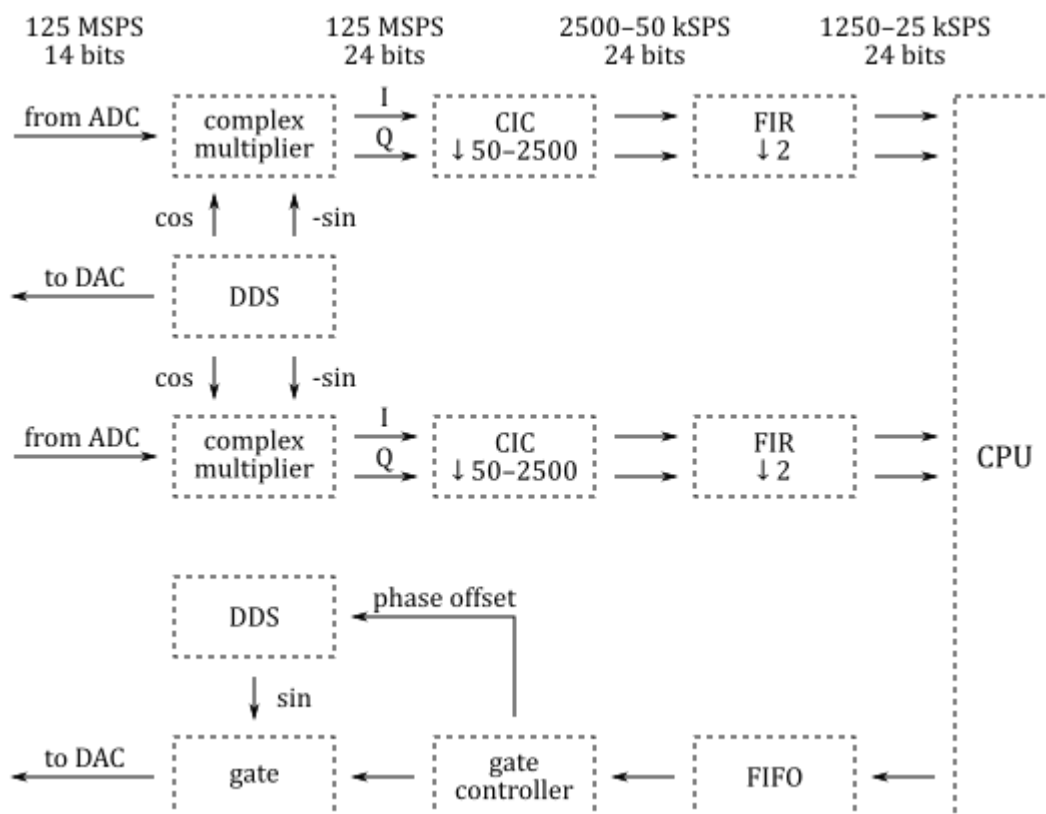 125 MSPS
14 bits
125 MSPS
24 bits
2500–50 kSPS
24 bits
1250–25 kSPS
24 bits
from ADC
complex
multiplier
I
Q
CIC
↓ 50–2500
FIR
↓ 2
cos
-sin
to DAC
DDS
cos
-sin
from ADC
complex
multiplier
I
Q
CIC
↓ 50–2500
FIR
↓ 2
CPU
DDS
phase offset
sin
to DAC
gate
gate
controller
FIFO